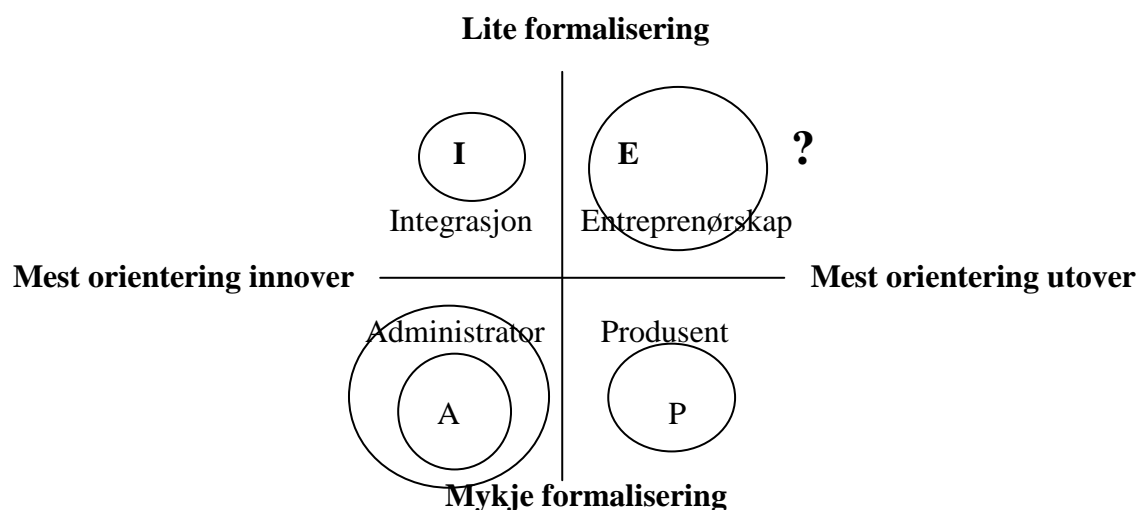 Lite formalisering
I
E
?
Integrasjon
Entreprenørskap
Mest orientering innover
Mest orientering utover
Administrator
Produsent
A
P
Mykje formalisering